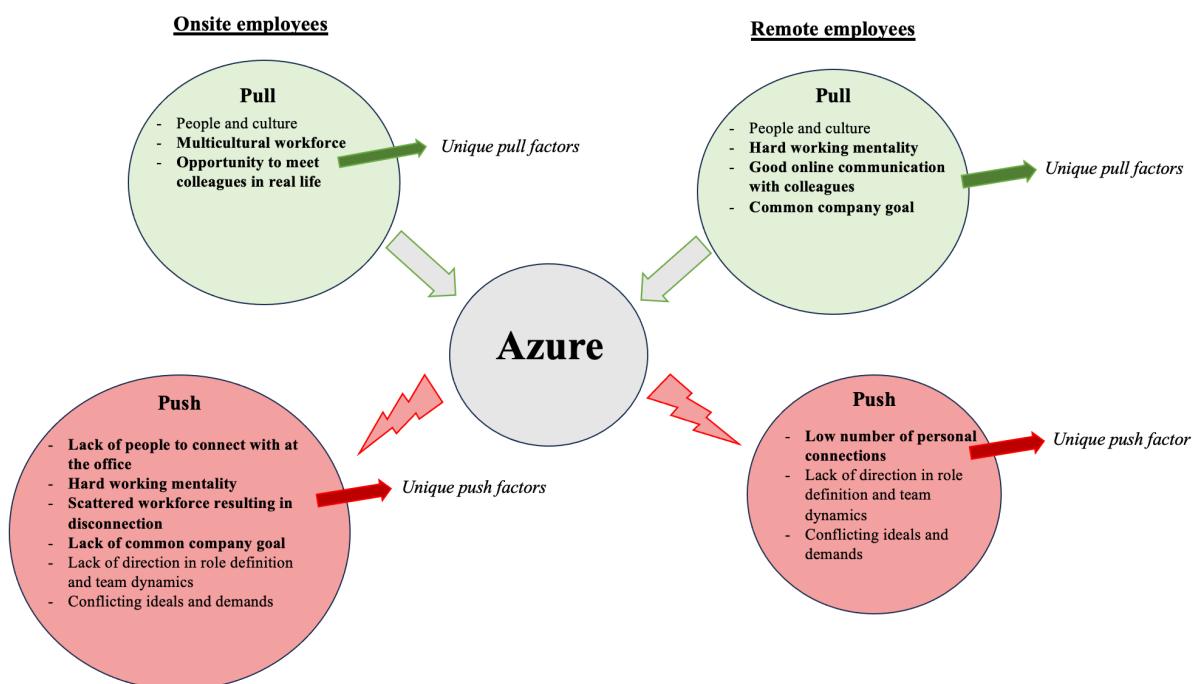 Onsite employees
Remote employees
Pull
- People and culture
- Multicultural workforce
- Opportunity to meet
colleagues in real life
Unique pull factors
Pull
- People and culture
- Hard working mentality
- Good online communication
with colleagues
- Common company goal
Unique pull factors
Azure
Push
- Lack of people to connect with at
the office
- Hard working mentality
- Scattered workforce resulting in
disconnection
- Lack of common company goal
- Lack of direction in role definition
and team dynamics
- Conflicting ideals and demands
Unique push factors
Push
- Low number of personal
connections
- Lack of direction in role
definition and team
dynamics
- Conflicting ideals and
demands
Unique push factor